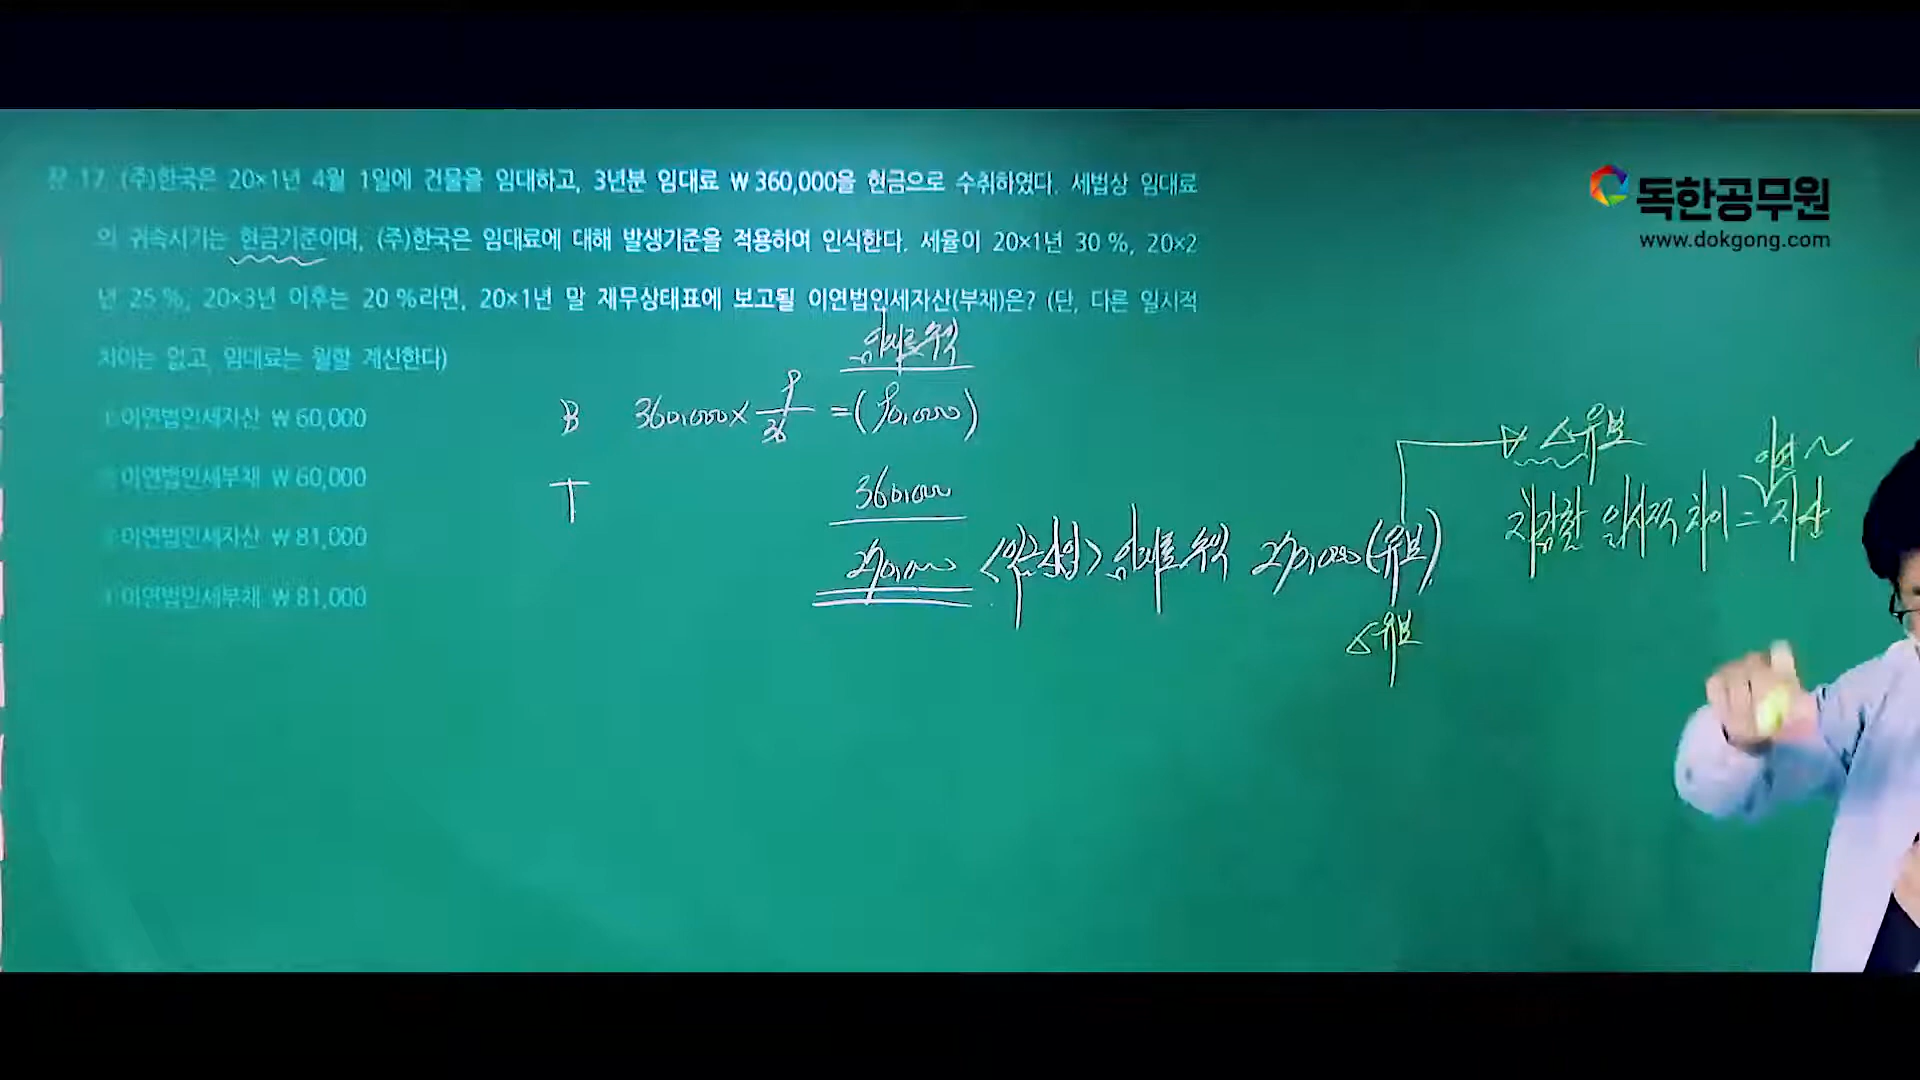 문 17. (주)한국은 20×1년 4월 1일에 건물을 임대하고, 3년분 임대료 ₩360,000을 현금으로 수취하였다. 세법상 임대료
의 귀속시기는 현금기준이며, (주)한국은 임대료에 대해 발생기준을 적용하여 인식한다. 세율이 20×1년 30 %, 20×2
년 25 %, 20×3년 이후는 20 %라면, 20×1년 말 재무상태표에 보고될 이연법인세자산(부채)은? (단, 다른 일시적
차이는 없고, 임대료는 월할 계산한다)
① 이연법인세자산 ₩60,000
② 이연법인세부채 ₩60,000
③ 이연법인세자산 ₩81,000
④ 이연법인세부채 ₩81,000
독한공무원
www.dokgong.com
임대료수익
B 360,000× 9/36 =(90,000)
T 360,000
270,000 <익금산입> 임대료수익 270,000(유보)
△유보
△유보
이연~
차감할 일시적 차이 = 자산